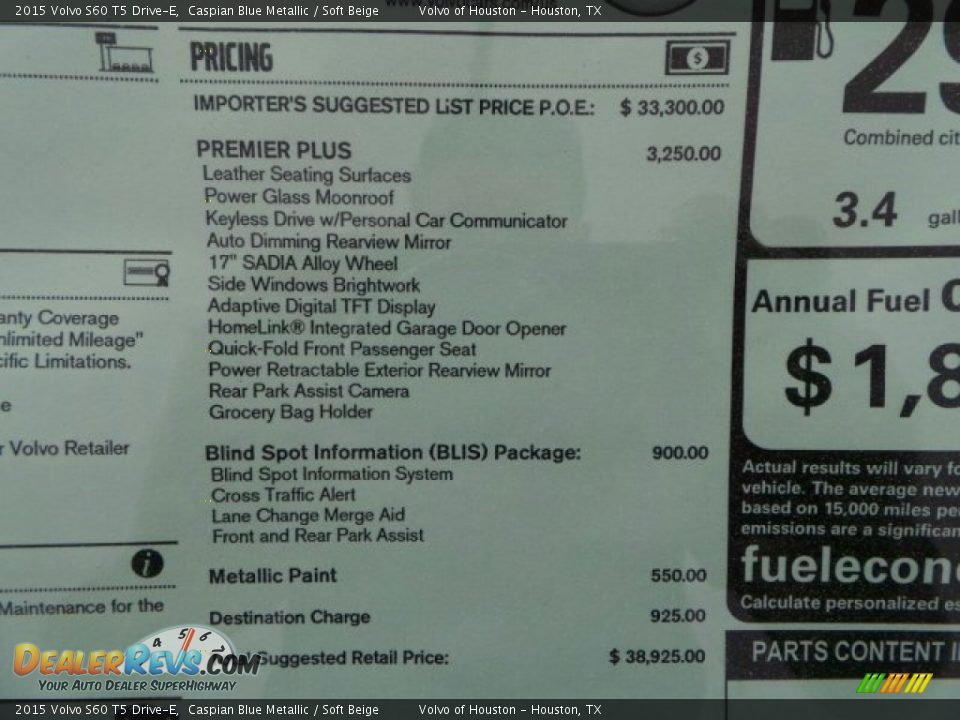 2015 Volvo S60 T5 Drive-E, Caspian Blue Metallic / Soft Beige Volvo of Houston - Houston, TX
PRICING
$
IMPORTER'S SUGGESTED LiST PRICE P.O.E.: $ 33,300.00
PREMIER PLUS 3,250.00
Leather Seating Surfaces
Power Glass Moonroof
Keyless Drive w/Personal Car Communicator
Auto Dimming Rearview Mirror
17" SADIA Alloy Wheel
Side Windows Brightwork
Adaptive Digital TFT Display
HomeLink® Integrated Garage Door Opener
Quick-Fold Front Passenger Seat
Power Retractable Exterior Rearview Mirror
Rear Park Assist Camera
Grocery Bag Holder
Blind Spot Information (BLIS) Package: 900.00
Blind Spot Information System
Cross Traffic Alert
Lane Change Merge Aid
Front and Rear Park Assist
Metallic Paint 550.00
Destination Charge 925.00
Suggested Retail Price: $ 38,925.00
anty Coverage
nlimited Mileage"
cific Limitations.
e
r Volvo Retailer
i
Maintenance for the
29
Combined cit
3.4 gall
Annual Fuel C
$ 1,8
Actual results will vary fo
vehicle. The average new
based on 15,000 miles pe
emissions are a significan
fuelecon
Calculate personalized es
PARTS CONTENT I
4 5 6 7
DEALERREVS.COM
YOUR AUTO DEALER SUPERHIGHWAY
2015 Volvo S60 T5 Drive-E, Caspian Blue Metallic / Soft Beige Volvo of Houston - Houston, TX